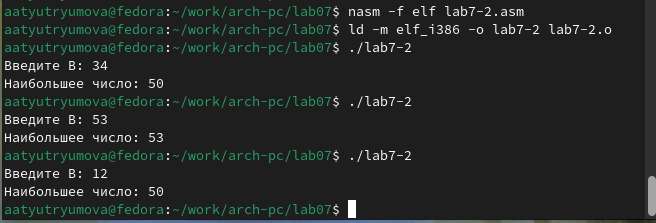 aatyutryumova@fedora:~/work/arch-pc/lab07$ nasm -f elf lab7-2.asm
aatyutryumova@fedora:~/work/arch-pc/lab07$ ld -m elf_i386 -o lab7-2 lab7-2.o
aatyutryumova@fedora:~/work/arch-pc/lab07$ ./lab7-2
Введите В: 34
Наибольшее число: 50
aatyutryumova@fedora:~/work/arch-pc/lab07$ ./lab7-2
Введите В: 53
Наибольшее число: 53
aatyutryumova@fedora:~/work/arch-pc/lab07$ ./lab7-2
Введите В: 12
Наибольшее число: 50
aatyutryumova@fedora:~/work/arch-pc/lab07$